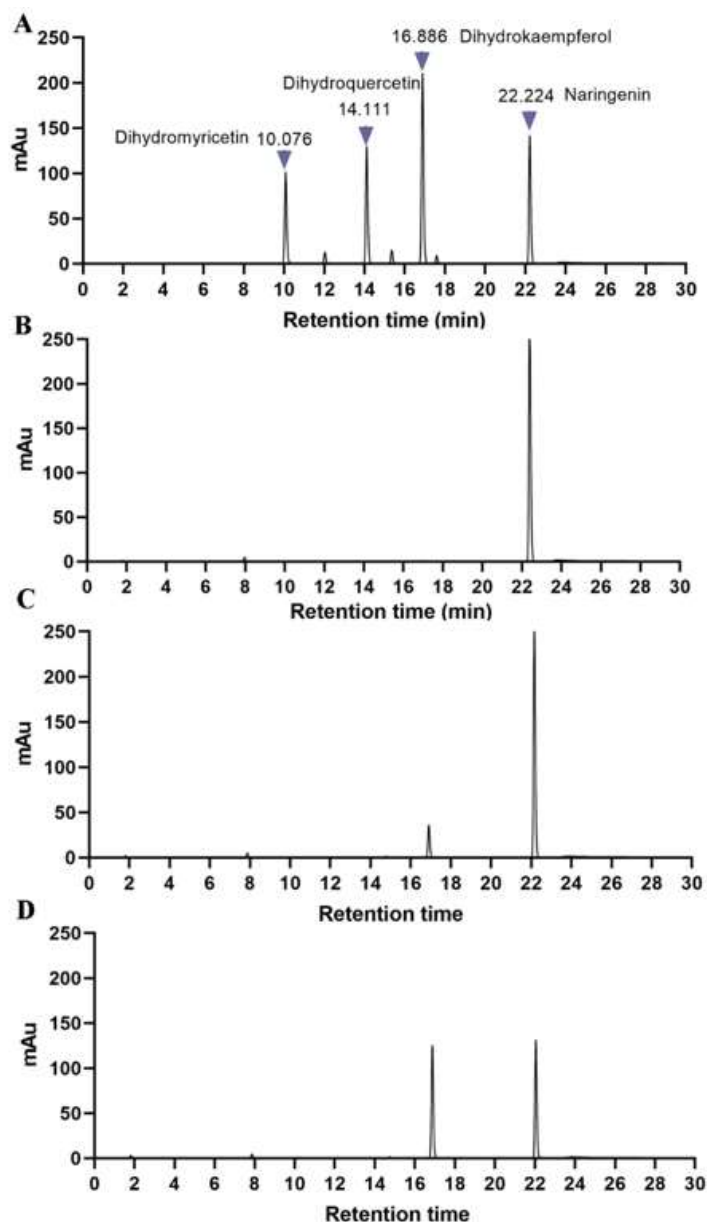 A
16.886 Dihydrokaempferol
Dihydroquercetin
14.111
22.224 Naringenin
Dihydromyricetin 10.076
250
200
150
100
50
0
mAu
0 2 4 6 8 10 12 14 16 18 20 22 24 26 28 30
Retention time (min)
B
250
200
150
100
50
0
mAu
0 2 4 6 8 10 12 14 16 18 20 22 24 26 28 30
Retention time (min)
C
250
200
150
100
50
0
mAu
0 2 4 6 8 10 12 14 16 18 20 22 24 26 28 30
Retention time
D
250
200
150
100
50
0
mAu
0 2 4 6 8 10 12 14 16 18 20 22 24 26 28 30
Retention time